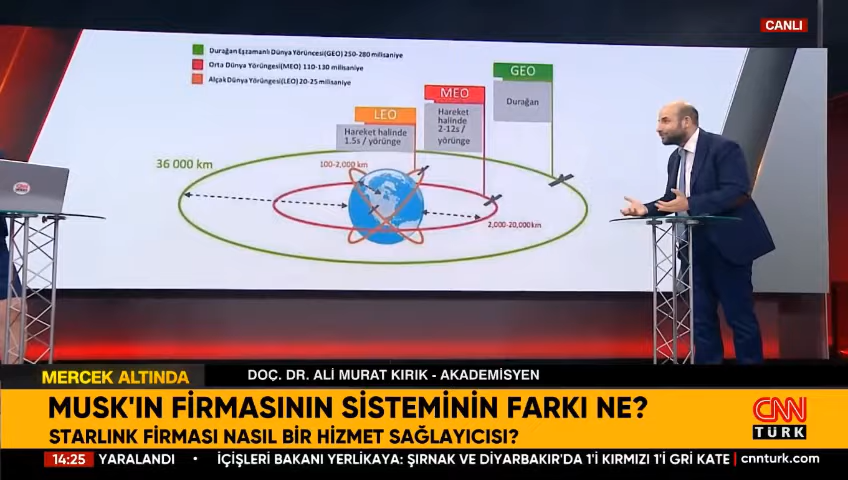 CANLI
Durağan Eşzamanlı Dünya Yörüncesi(GEO) 250-280 milisaniye
Orta Dünya Yörüngesi(MEO) 110-130 milisaniye
Alçak Dünya Yörüngesi(LEO) 20-25 milisaniye
GEO
Durağan
MEO
Hareket
halinde
2-12s /
yörünge
LEO
Hareket halinde
1.5s / yörünge
36 000 km
100-2,000 km
2,000-20,000km
MERCEK ALTINDA
DOÇ. DR. ALİ MURAT KIRIK - AKADEMİSYEN
MUSK'IN FİRMASININ SİSTEMİNİN FARKI NE?
STARLINK FİRMASI NASIL BİR HİZMET SAĞLAYICISI?
CNN
TÜRK
14:25 YARALANDI • İÇİŞLERİ BAKANI YERLİKAYA: ŞIRNAK VE DİYARBAKIR'DA 1'İ KIRMIZI 1'İ GRİ KATE cnnturk.com